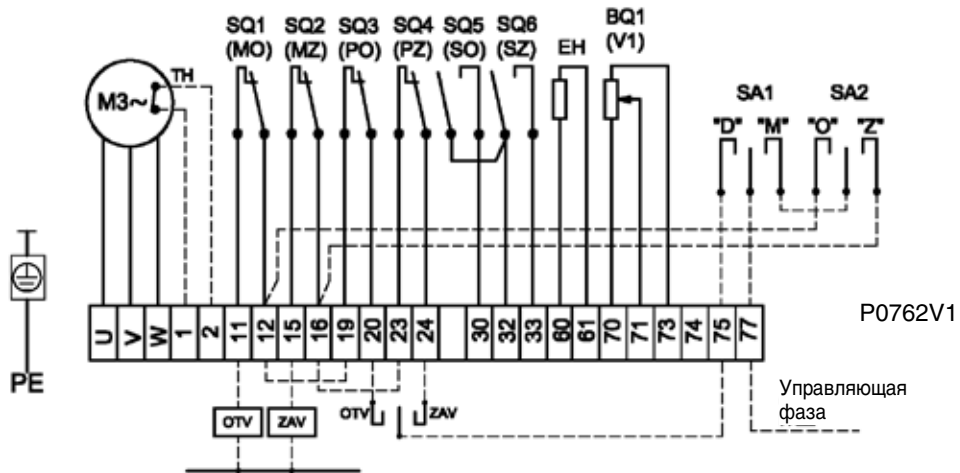 SQ1 SQ2 SQ3 SQ4 SQ5 SQ6 EH BQ1
(MO) (MZ) (PO) (PZ) (SO) (SZ) (V1)
TH
M3~
SA1 SA2
"D" "M" "O" "Z"
U V W 1 2 11 12 15 16 19 20 23 24 30 32 33 60 61 70 71 73 74 75 77
P0762V1
PE
OTV ZAV OTV ZAV
Управляющая
фаза